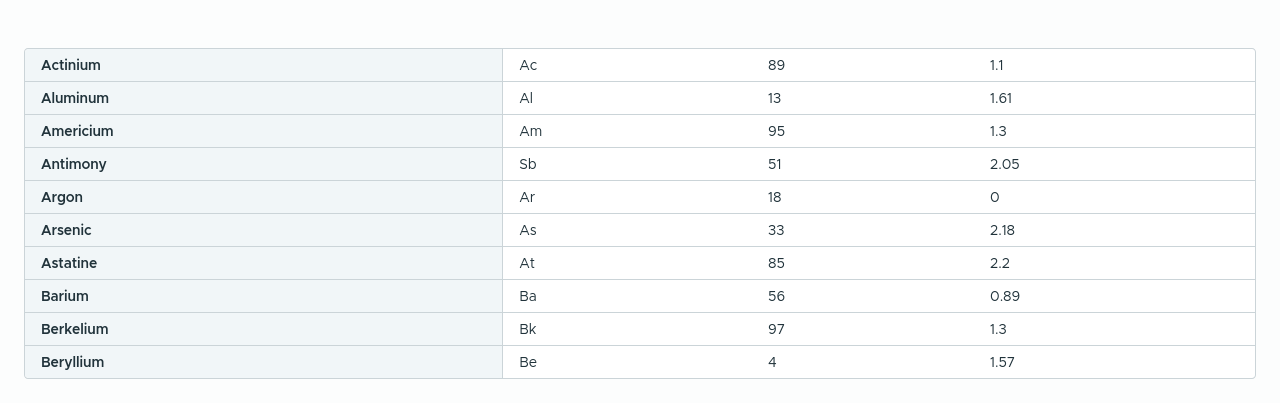 Actinium Ac 89 1.1
Aluminum Al 13 1.61
Americium Am 95 1.3
Antimony Sb 51 2.05
Argon Ar 18 0
Arsenic As 33 2.18
Astatine At 85 2.2
Barium Ba 56 0.89
Berkelium Bk 97 1.3
Beryllium Be 4 1.57